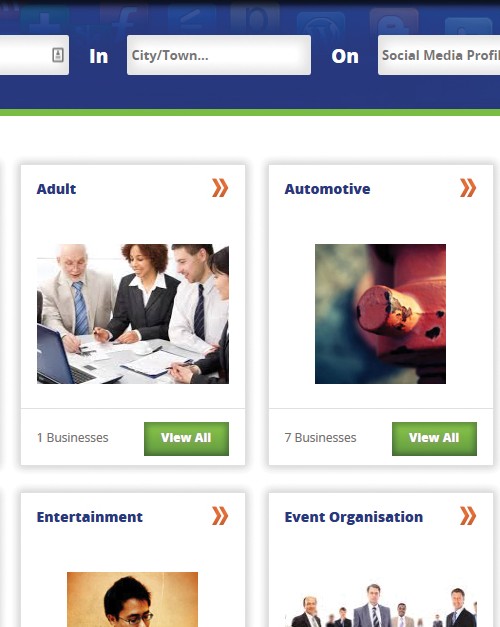 In City/Town... On Social Media Profil
Adult
Automotive
1 Businesses View All
7 Businesses View All
Entertainment
Event Organisation